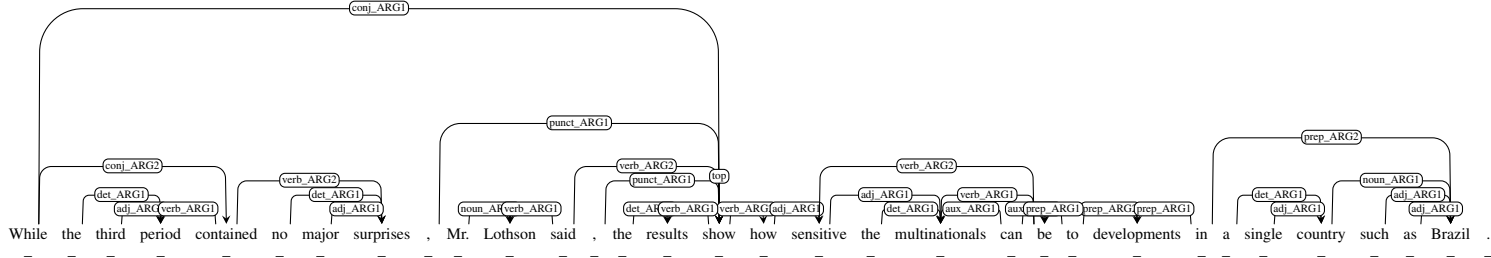 conj_ARG1
punct_ARG1
prep_ARG2
conj_ARG2 verb_ARG2 verb_ARG2
top
verb_ARG2 punct_ARG1 noun_ARG1
det_ARG1 det_ARG1 adj_ARG1 verb_ARG1 det_ARG1 adj_ARG1
verb_ARG1 adj_ARG1 verb_ARG1 verb_ARG1 adj_ARG1 det_ARG1 aux_ARG1 prep_ARG1 prep_ARG1 adj_ARG1 adj_ARG1
While the third period contained no major surprises , Mr. Lothson said , the results show how sensitive the multinationals can be to developments in a single country such as Brazil .
_ _ _ _ _ _ _ _ _ _ _ _ _ _ _ _ _ _ _ _ _ _ _ _ _ _ _ _ _ _ _ _